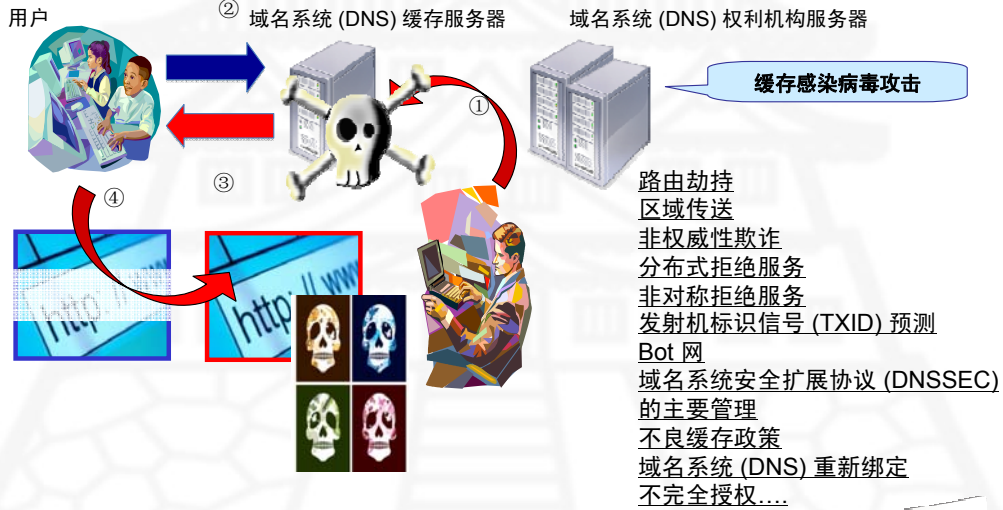 用户
② 域名系统 (DNS) 缓存服务器
域名系统 (DNS) 权利机构服务器
缓存感染病毒攻击
①
③
④
http://www
http://www
路由劫持
区域传送
非权威性欺诈
分布式拒绝服务
非对称拒绝服务
发射机标识信号 (TXID) 预测
Bot 网
域名系统安全扩展协议 (DNSSEC)
的主要管理
不良缓存政策
域名系统 (DNS) 重新绑定
不完全授权....